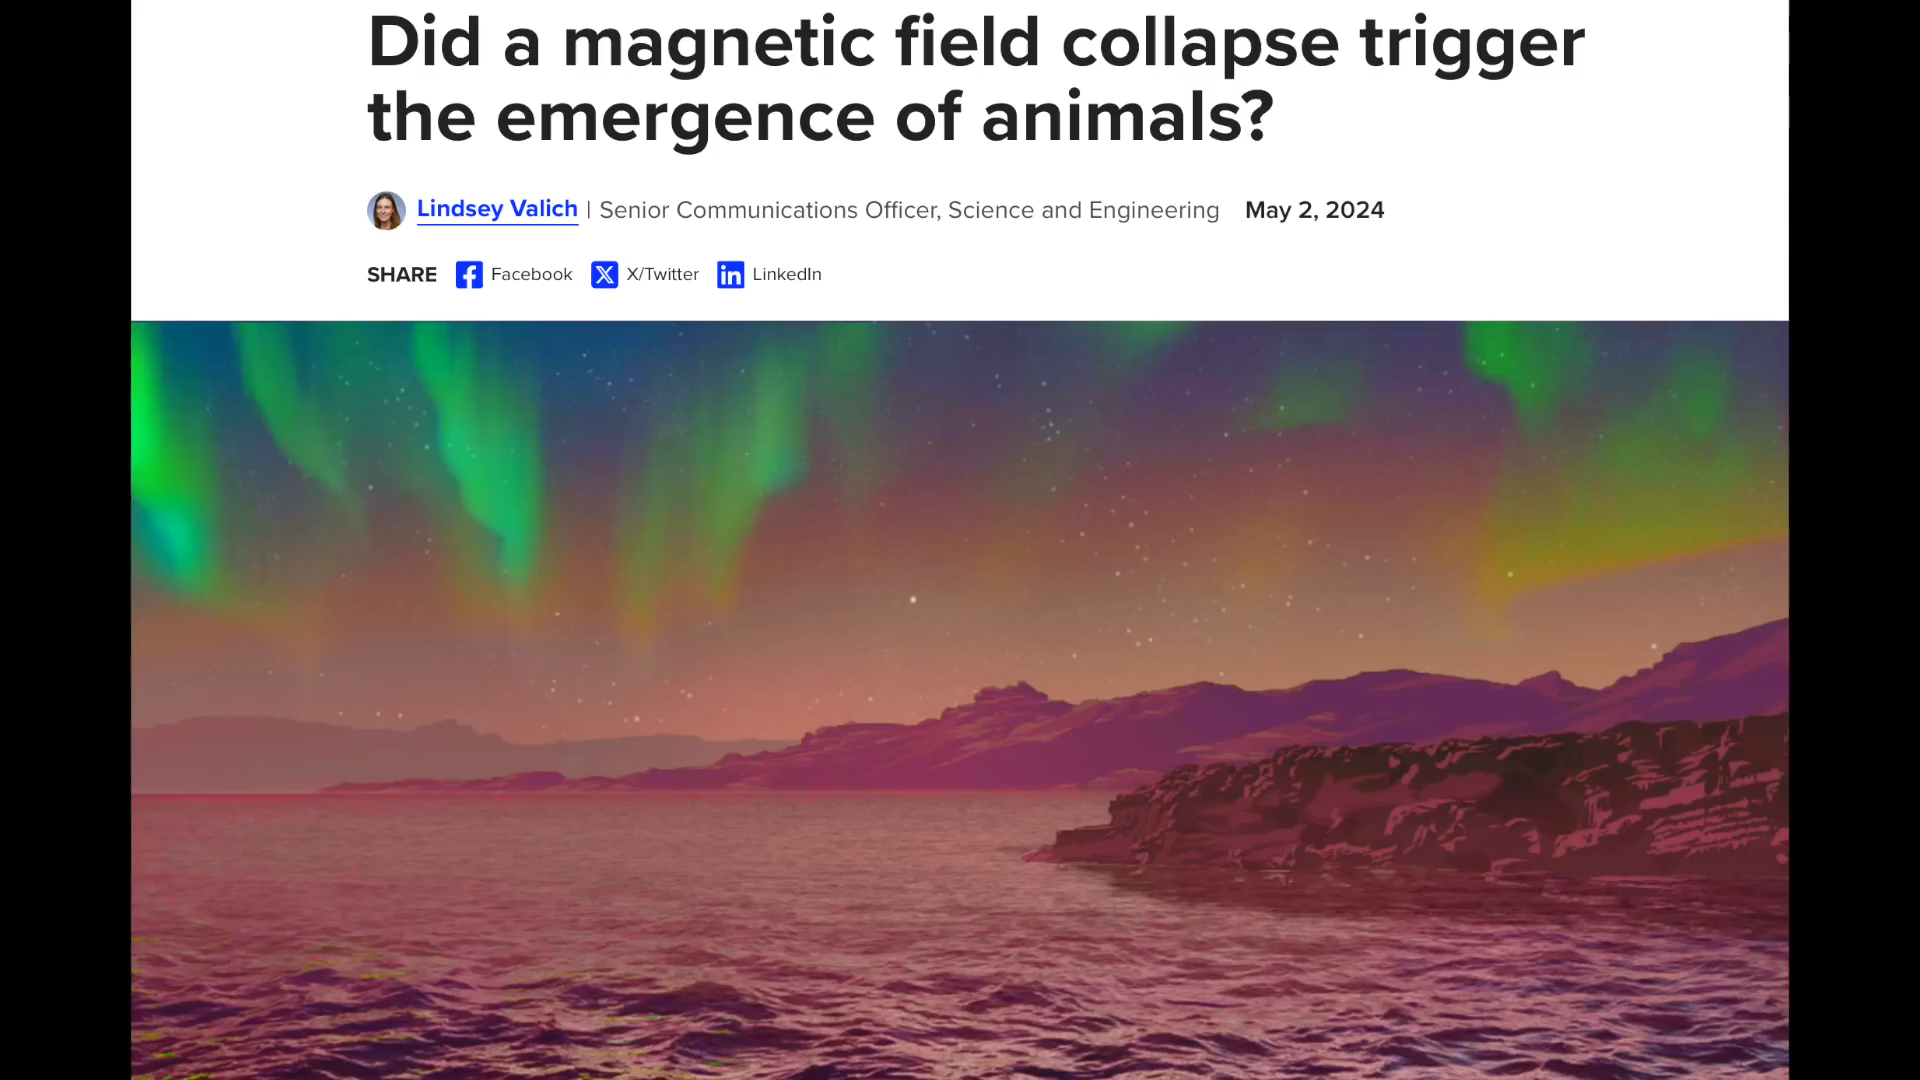 Did a magnetic field collapse trigger
the emergence of animals?
Lindsey Valich | Senior Communications Officer, Science and Engineering May 2, 2024
SHARE Facebook X/Twitter LinkedIn